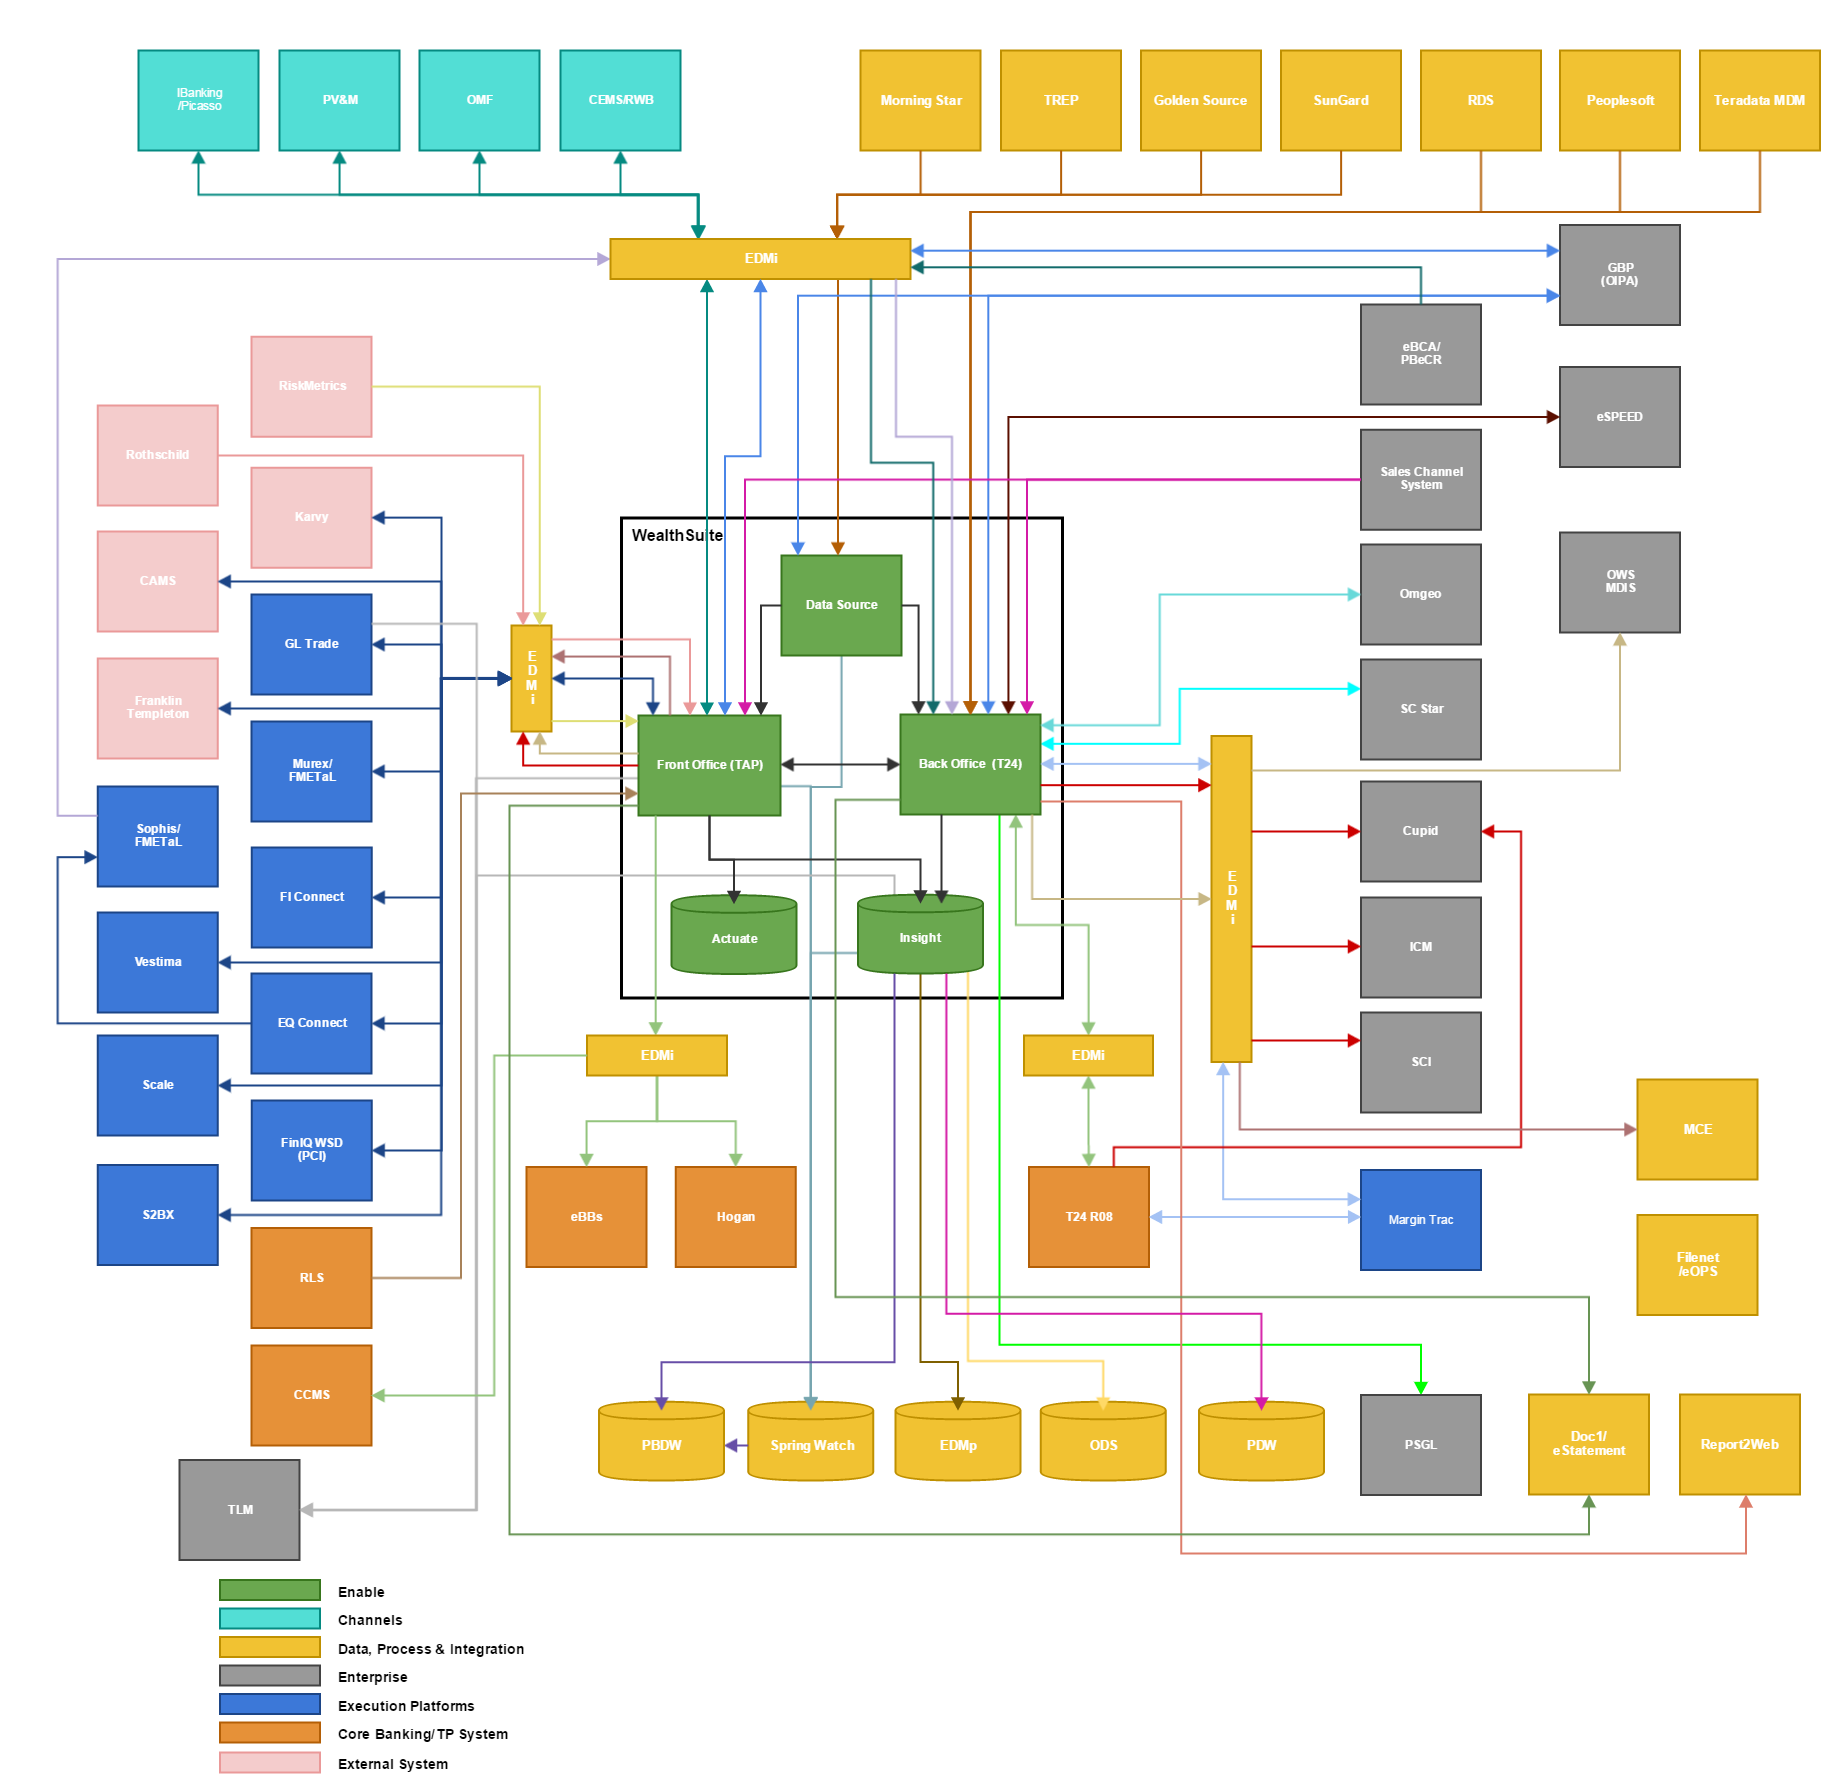 IBanking
/Picasso
PV&M
OMF
CEMS/RWB
Morning Star
TREP
Golden Source
SunGard
RDS
Peoplesoft
Teradata MDM
EDMi
GBP
(OIPA)
eBCA/
PBeCR
RiskMetrics
eSPEED
Rothschild
Sales Channel
System
Karvy
WealthSuite
CAMS
OWS
MDIS
Data Source
Omgeo
GL Trade
E
D
M
i
Franklin
Templeton
SC Star
Murex/
FMETaL
Front Office (TAP)
Back Office (T24)
Sophis/
FMETaL
Cupid
FI Connect
E
D
M
i
Actuate
Insight
ICM
Vestima
EQ Connect
EDMi
EDMi
SCI
Scale
MCE
FinIQ WSD
(PCI)
S2BX
eBBs
Hogan
T24 R08
Margin Trac
Filenet
/eOPS
RLS
CCMS
PBDW
Spring Watch
EDMp
ODS
PDW
PSGL
Doc1/
eStatement
Report2Web
TLM
Enable
Channels
Data, Process & Integration
Enterprise
Execution Platforms
Core Banking/ TP System
External System